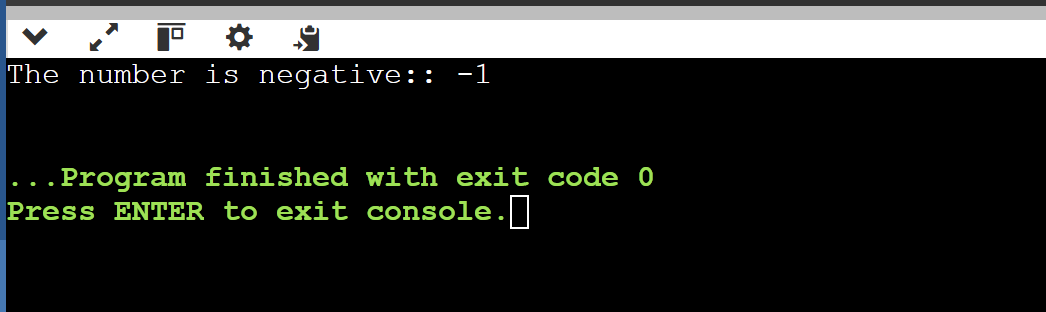 The number is negative:: -1
...Program finished with exit code 0
Press ENTER to exit console.